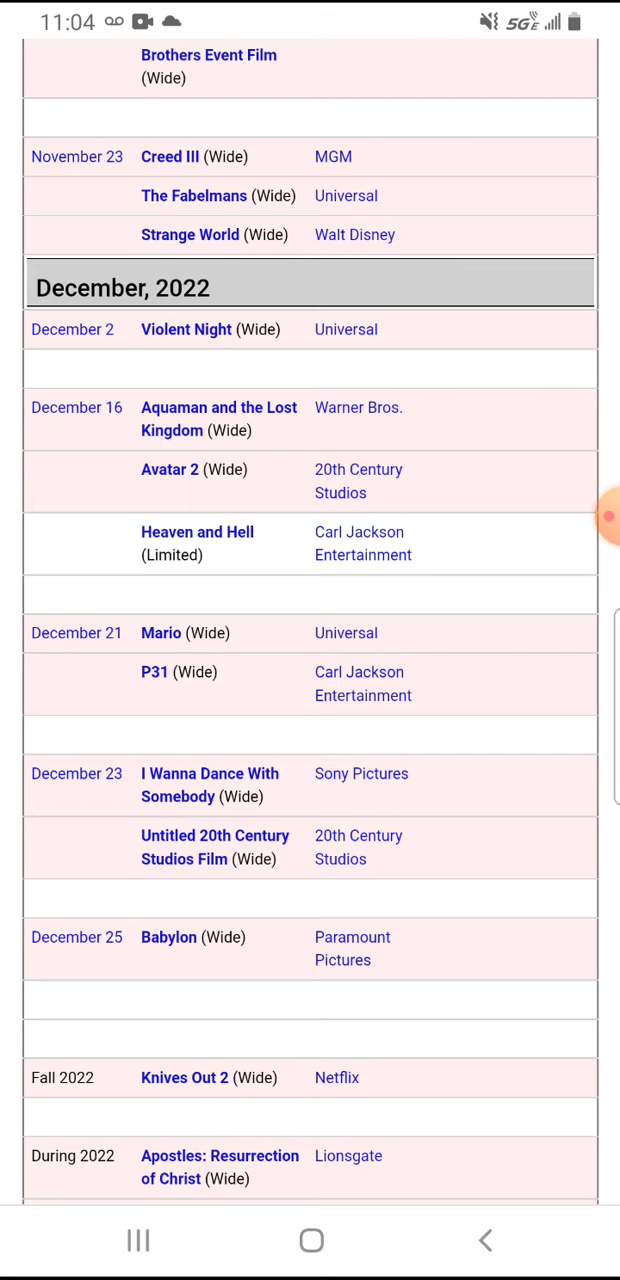 11:04
5GE
Brothers Event Film
(Wide)
November 23 Creed III (Wide) MGM
The Fabelmans (Wide) Universal
Strange World (Wide) Walt Disney
December, 2022
December 2 Violent Night (Wide) Universal
December 16 Aquaman and the Lost Warner Bros.
Kingdom (Wide)
Avatar 2 (Wide) 20th Century
Studios
Heaven and Hell Carl Jackson
(Limited) Entertainment
December 21 Mario (Wide) Universal
P31 (Wide) Carl Jackson
Entertainment
December 23 I Wanna Dance With Sony Pictures
Somebody (Wide)
Untitled 20th Century 20th Century
Studios Film (Wide) Studios
December 25 Babylon (Wide) Paramount
Pictures
Fall 2022 Knives Out 2 (Wide) Netflix
During 2022 Apostles: Resurrection Lionsgate
of Christ (Wide)